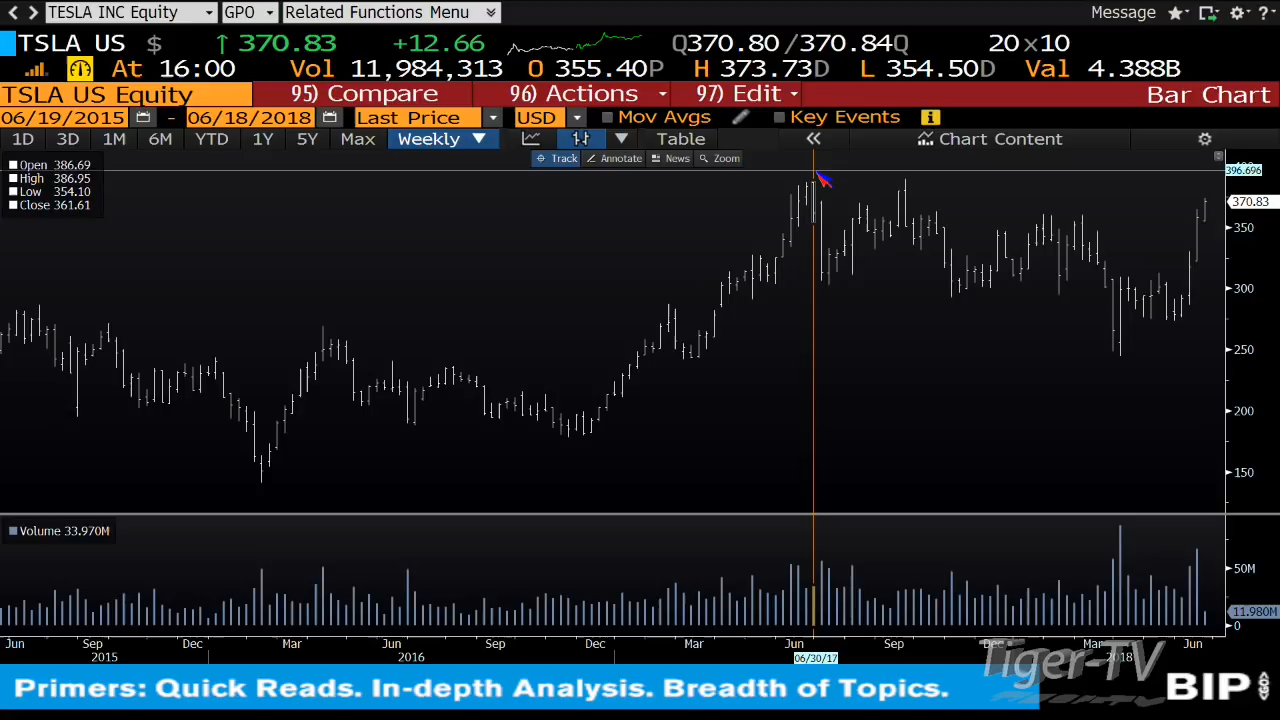 TESLA INC Equity GPO Related Functions Menu Message
TSLA US $ ↑ 370.83 +12.66 Q370.80 /370.84Q 20 x 10
At 16:00 Vol 11,984,313 O 355.40P H 373.73D L 354.50D Val 4.388B
TSLA US Equity 95) Compare 96) Actions 97) Edit Bar Chart
06/19/2015 - 06/18/2018 Last Price USD Mov Avgs Key Events
1D 3D 1M 6M YTD 1Y 5Y Max Weekly ▼ Table « Chart Content
Track Annotate News Zoom
Open 386.69
High 386.95
Low 354.10
Close 361.61
396.696
370.83
350
300
250
200
150
Volume 33.970M
50M
11.980M
0
Jun Sep Dec Mar Jun Sep Dec Mar Jun Sep Dec Mar Jun
2015 2016 06/30/17 2018
Tiger-TV
Primers: Quick Reads. In-depth Analysis. Breadth of Topics. BIP GO